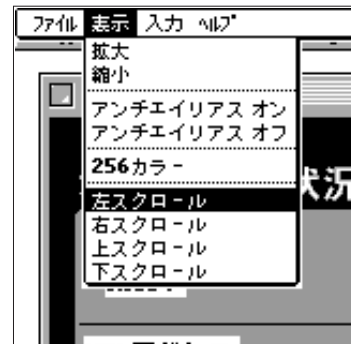 ファイル 表示 入力 ヘルプ
拡大
縮小
アンチエイリアス オン
アンチエイリアス オフ
256カラー
左スクロール
右スクロール
上スクロール
下スクロール
状況